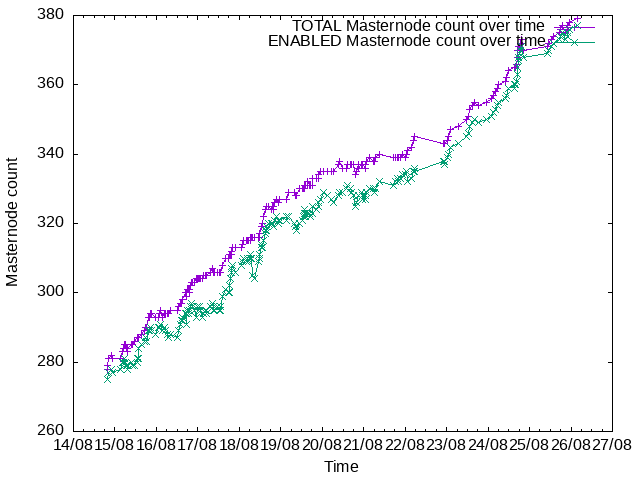 TOTAL Masternode count over time
ENABLED Masternode count over time
380
360
340
320
300
280
260
Masternode count
14/08 15/08 16/08 17/08 18/08 19/08 20/08 21/08 22/08 23/08 24/08 25/08 26/08 27/08
Time